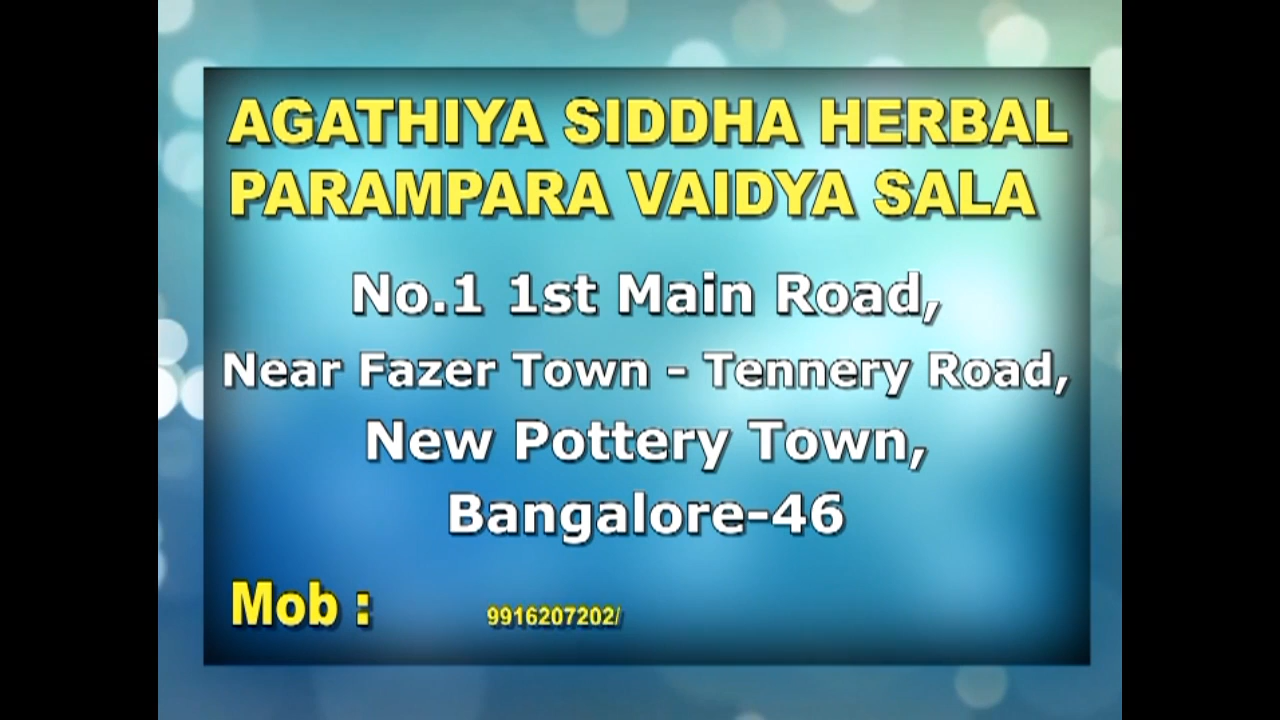 AGATHIYA SIDDHA HERBAL
PARAMPARA VAIDYA SALA
No.1 1st Main Road,
Near Fazer Town - Tennery Road,
New Pottery Town,
Bangalore-46
Mob : 9916207202/